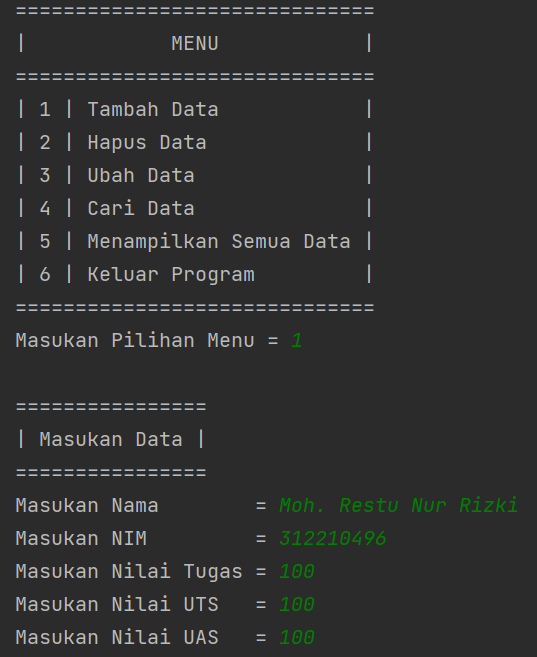 ==============================
|            MENU            |
==============================
| 1 | Tambah Data            |
| 2 | Hapus Data             |
| 3 | Ubah Data              |
| 4 | Cari Data              |
| 5 | Menampilkan Semua Data |
| 6 | Keluar Program         |
==============================
Masukan Pilihan Menu = 1

================
| Masukan Data |
================
Masukan Nama        = Moh. Restu Nur Rizki
Masukan NIM         = 312210496
Masukan Nilai Tugas = 100
Masukan Nilai UTS   = 100
Masukan Nilai UAS   = 100